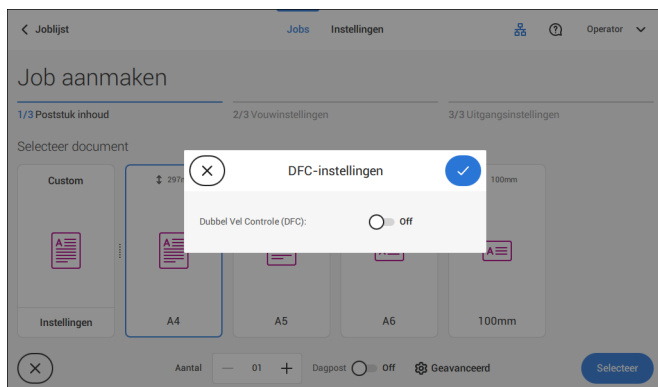 Joblijst
Jobs
Instellingen
Operator
Job aanmaken
1/3 Poststuk inhoud
2/3 Vouwinstellingen
3/3 Uitgangsinstellingen
Selecteer document
Custom
100mm
DFC-instellingen
Dubbel Vel Controle (DFC):
Off
Instellingen
A4
A5
A6
100mm
Aantal
01
Dagpost
Off
Geavanceerd
Selecteer